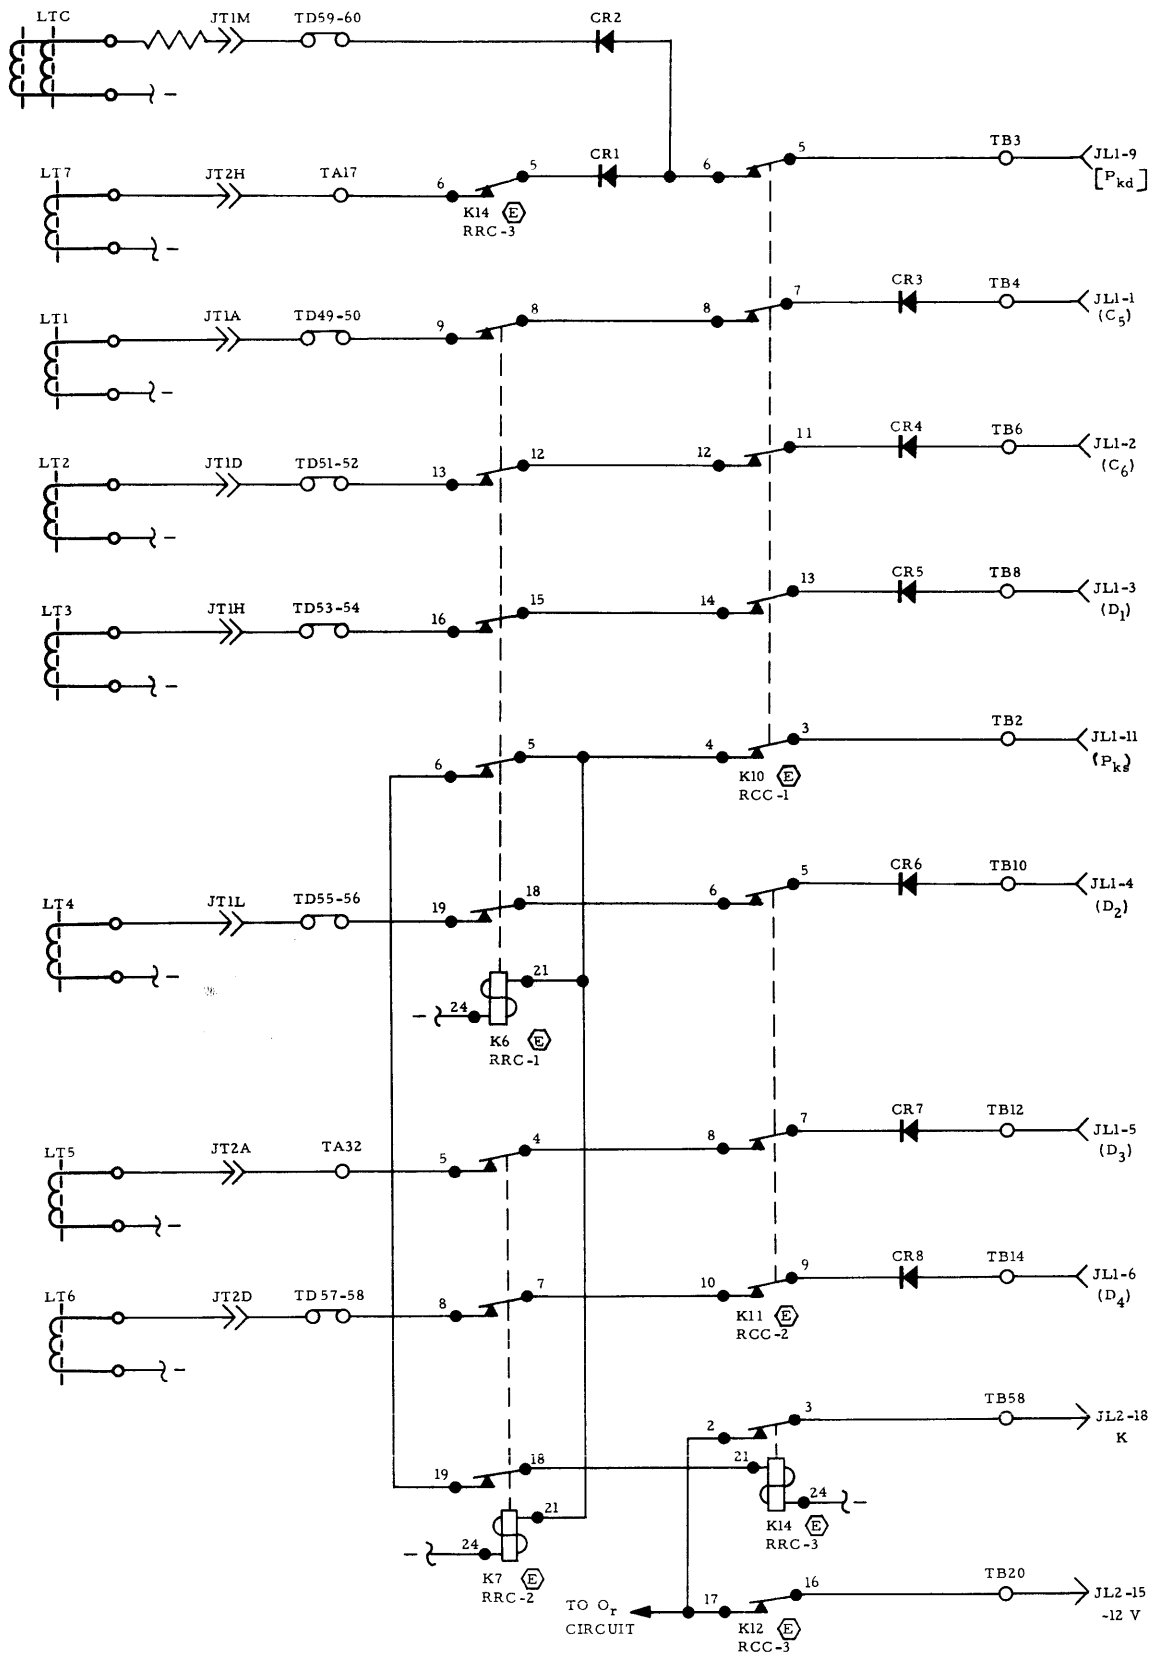 LTC JT1M TD59-60 CR2
LT7 JT2H TA17 6 5 CR1 6 5 TB3 JL1-9
[Pkd]
K14 E
RRC-3
LT1 JT1A TD49-50 9 8 8 7 CR3 TB4 JL1-1
(C5)
LT2 JT1D TD51-52 13 12 12 11 CR4 TB6 JL1-2
(C6)
LT3 JT1H TD53-54 16 15 14 13 CR5 TB8 JL1-3
(D1)
6 5 4 3 TB2 JL1-11
(Pks)
K10 E
RCC-1
LT4 JT1L TD55-56 19 18 6 5 CR6 TB10 JL1-4
(D2)
21
- 24
K6 E
RRC-1
LT5 JT2A TA32 5 4 8 7 CR7 TB12 JL1-5
(D3)
LT6 JT2D TD57-58 8 7 10 9 CR8 TB14 JL1-6
(D4)
K11 E
RCC-2
2 3 TB58 JL2-18
K
19 18 21
24 -
K14 E
RRC-3
21
- 24
K7 E
RRC-2
TO Or
CIRCUIT
17 16 TB20 JL2-15
-12 V
K12 E
RCC-3